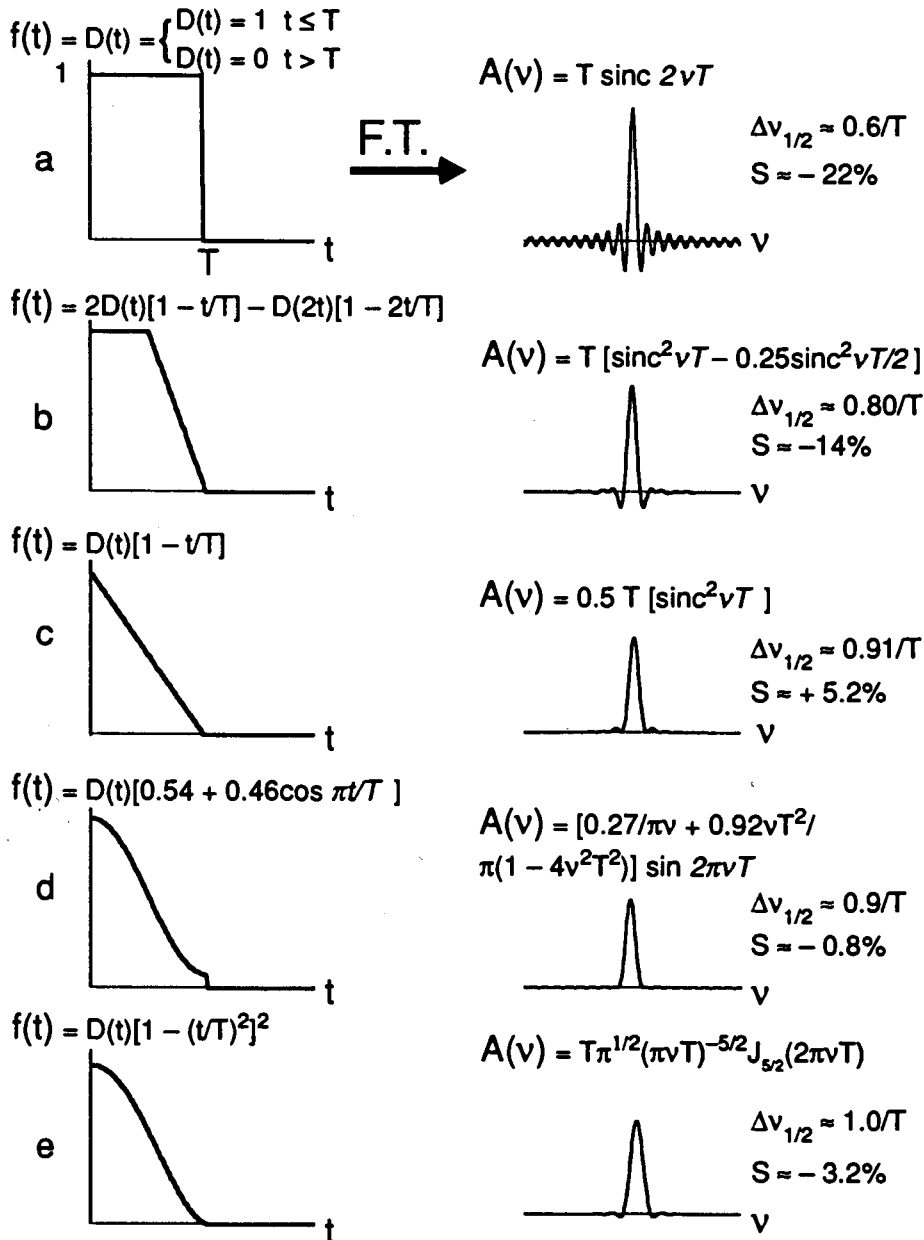 f(t) = D(t) = { D(t) = 1 t ≤ T
D(t) = 0 t > T
1
a
T
t
F.T.
A(ν) = T sinc 2νT
Δν1/2 ≈ 0.6/T
S ≈ – 22%
ν
f(t) = 2D(t)[1 – t/T] – D(2t)[1 – 2t/T]
b
t
A(ν) = T [sinc²νT – 0.25sinc²νT/2 ]
Δν1/2 ≈ 0.80/T
S ≈ –14%
ν
f(t) = D(t)[1 – t/T]
c
t
A(ν) = 0.5 T [sinc²νT ]
Δν1/2 ≈ 0.91/T
S ≈ + 5.2%
ν
f(t) = D(t)[0.54 + 0.46cos πt/T ]
d
t
A(ν) = [0.27/πν + 0.92νT²/
π(1 – 4ν²T²)] sin 2πνT
Δν1/2 ≈ 0.9/T
S ≈ – 0.8%
ν
f(t) = D(t)[1 – (t/T)²]²
e
t
A(ν) = Tπ^1/2(πνT)^–5/2J5/2(2πνT)
Δν1/2 ≈ 1.0/T
S ≈ – 3.2%
ν